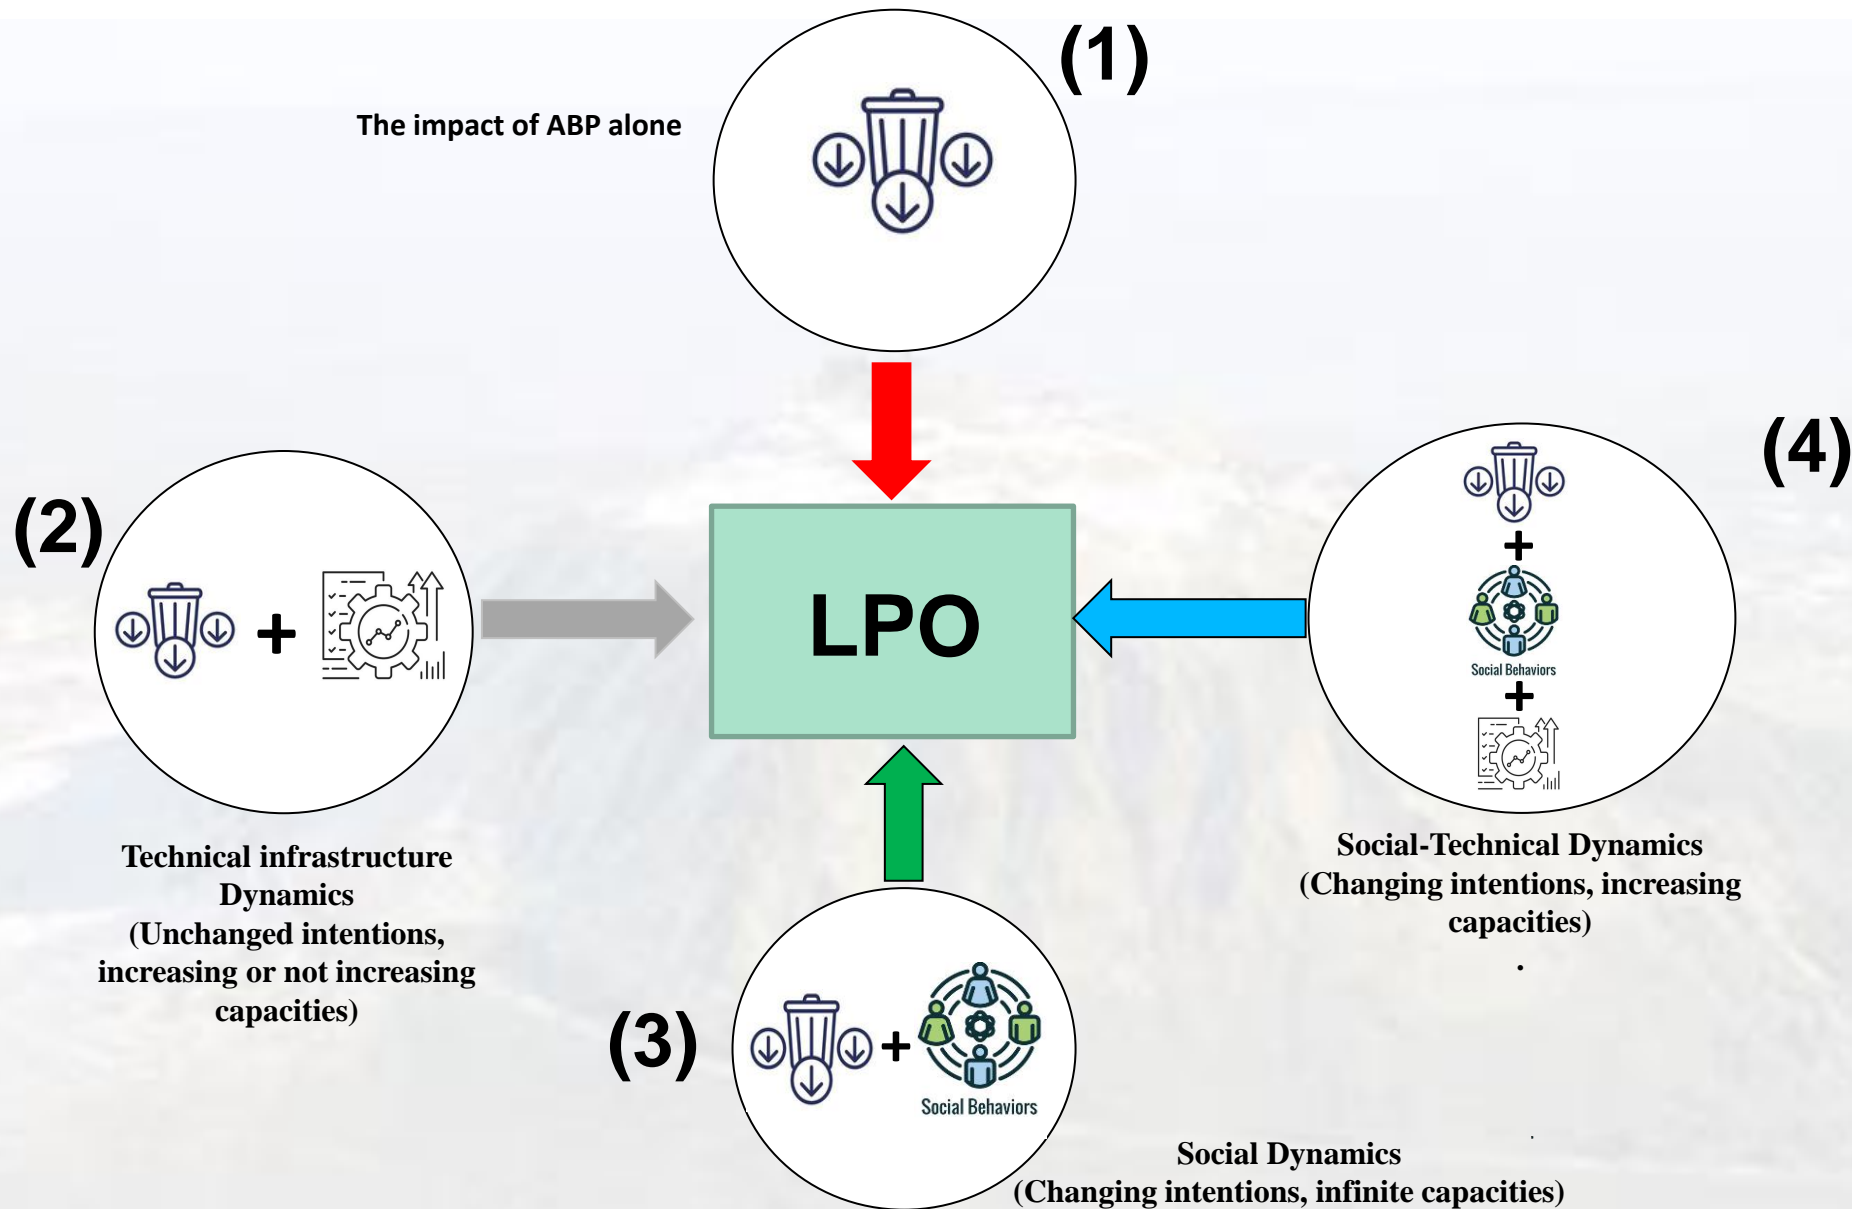 (1)
The impact of ABP alone
(2)
Technical infrastructure
Dynamics
(Unchanged intentions,
increasing or not increasing
capacities)
LPO
(4)
+
+
Social Behaviors
+
Social-Technical Dynamics
(Changing intentions, increasing
capacities)
.
(3)
+
Social Behaviors
Social Dynamics
(Changing intentions, infinite capacities)